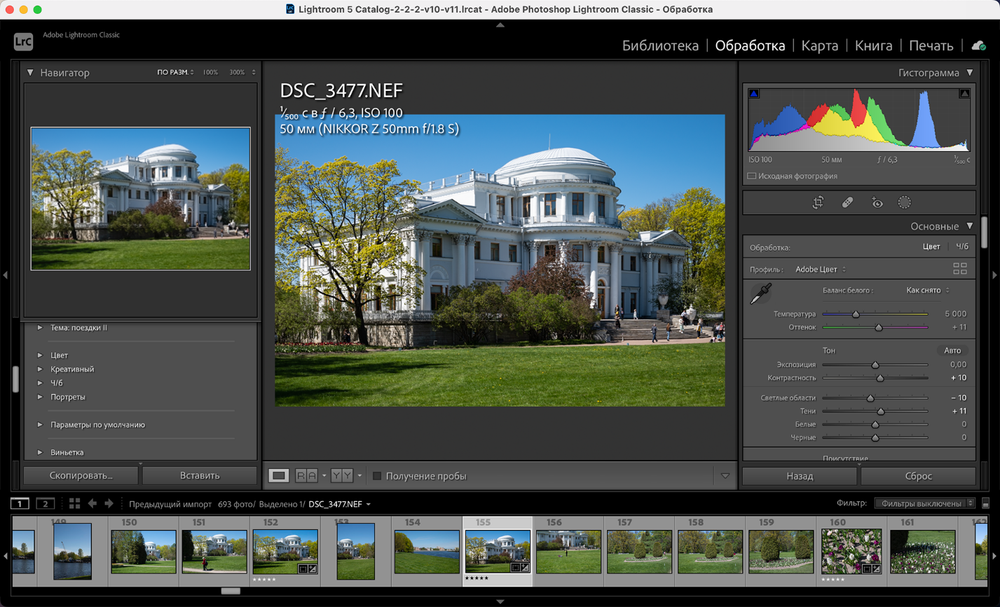 Lightroom 5 Catalog-2-2-2-v10-v11.lrcat - Adobe Photoshop Lightroom Classic - Обработка
LrC
Adobe Lightroom Classic
Библиотека | Обработка | Карта | Книга | Печать
Навигатор ПО РАЗМ. 100% 300%
Тема: поездки II
Цвет
Креативный
Ч/б
Портреты
Параметры по умолчанию
Виньетка
Скопировать... Вставить
DSC_3477.NEF
1/500 с в ƒ / 6,3, ISO 100
50 мм (NIKKOR Z 50mm f/1.8 S)
R A Y Y Получение пробы
Гистограмма
ISO 100 50 мм ƒ / 6,3 1/500 с
Исходная фотография
Основные
Обработка: Цвет Ч/б
Профиль: Adobe Цвет
Баланс белого: Как снято
Температура 5 000
Оттенок + 11
Тон Авто
Экспозиция 0,00
Контрастность + 10
Светлые области – 10
Тени + 11
Белые 0
Черные 0
Присутствие
Назад Сброс
1 2 Предыдущий импорт 693 фото/ Выделено 1/ DSC_3477.NEF Фильтр: Фильтры выключены
149 150 151 152 153 154 155 156 157 158 159 160 161 162